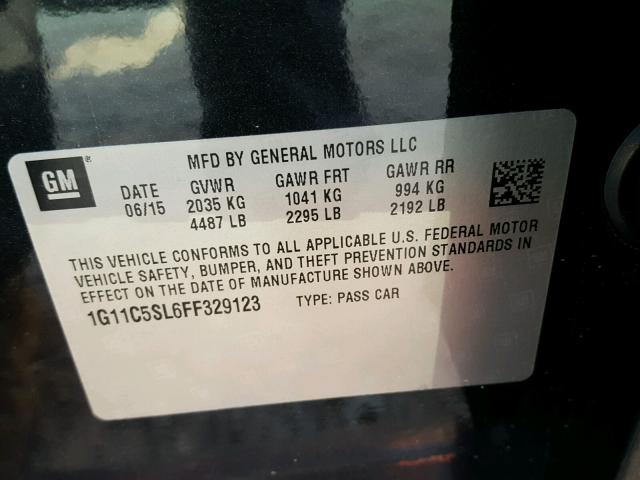 GM ®
MFD BY GENERAL MOTORS LLC
DATE GVWR GAWR FRT GAWR RR
06/15 2035 KG 1041 KG 994 KG
4487 LB 2295 LB 2192 LB
THIS VEHICLE CONFORMS TO ALL APPLICABLE U.S. FEDERAL MOTOR
VEHICLE SAFETY, BUMPER, AND THEFT PREVENTION STANDARDS IN
EFFECT ON THE DATE OF MANUFACTURE SHOWN ABOVE.
1G11C5SL6FF329123 TYPE: PASS CAR